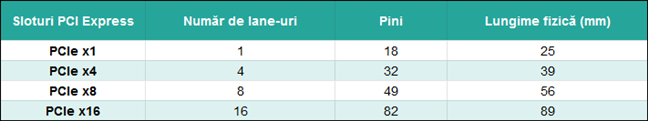 Sloturi PCI Express Număr de lane-uri Pini Lungime fizică (mm)
PCIe x1 1 18 25
PCIe x4 4 32 39
PCIe x8 8 49 56
PCIe x16 16 82 89